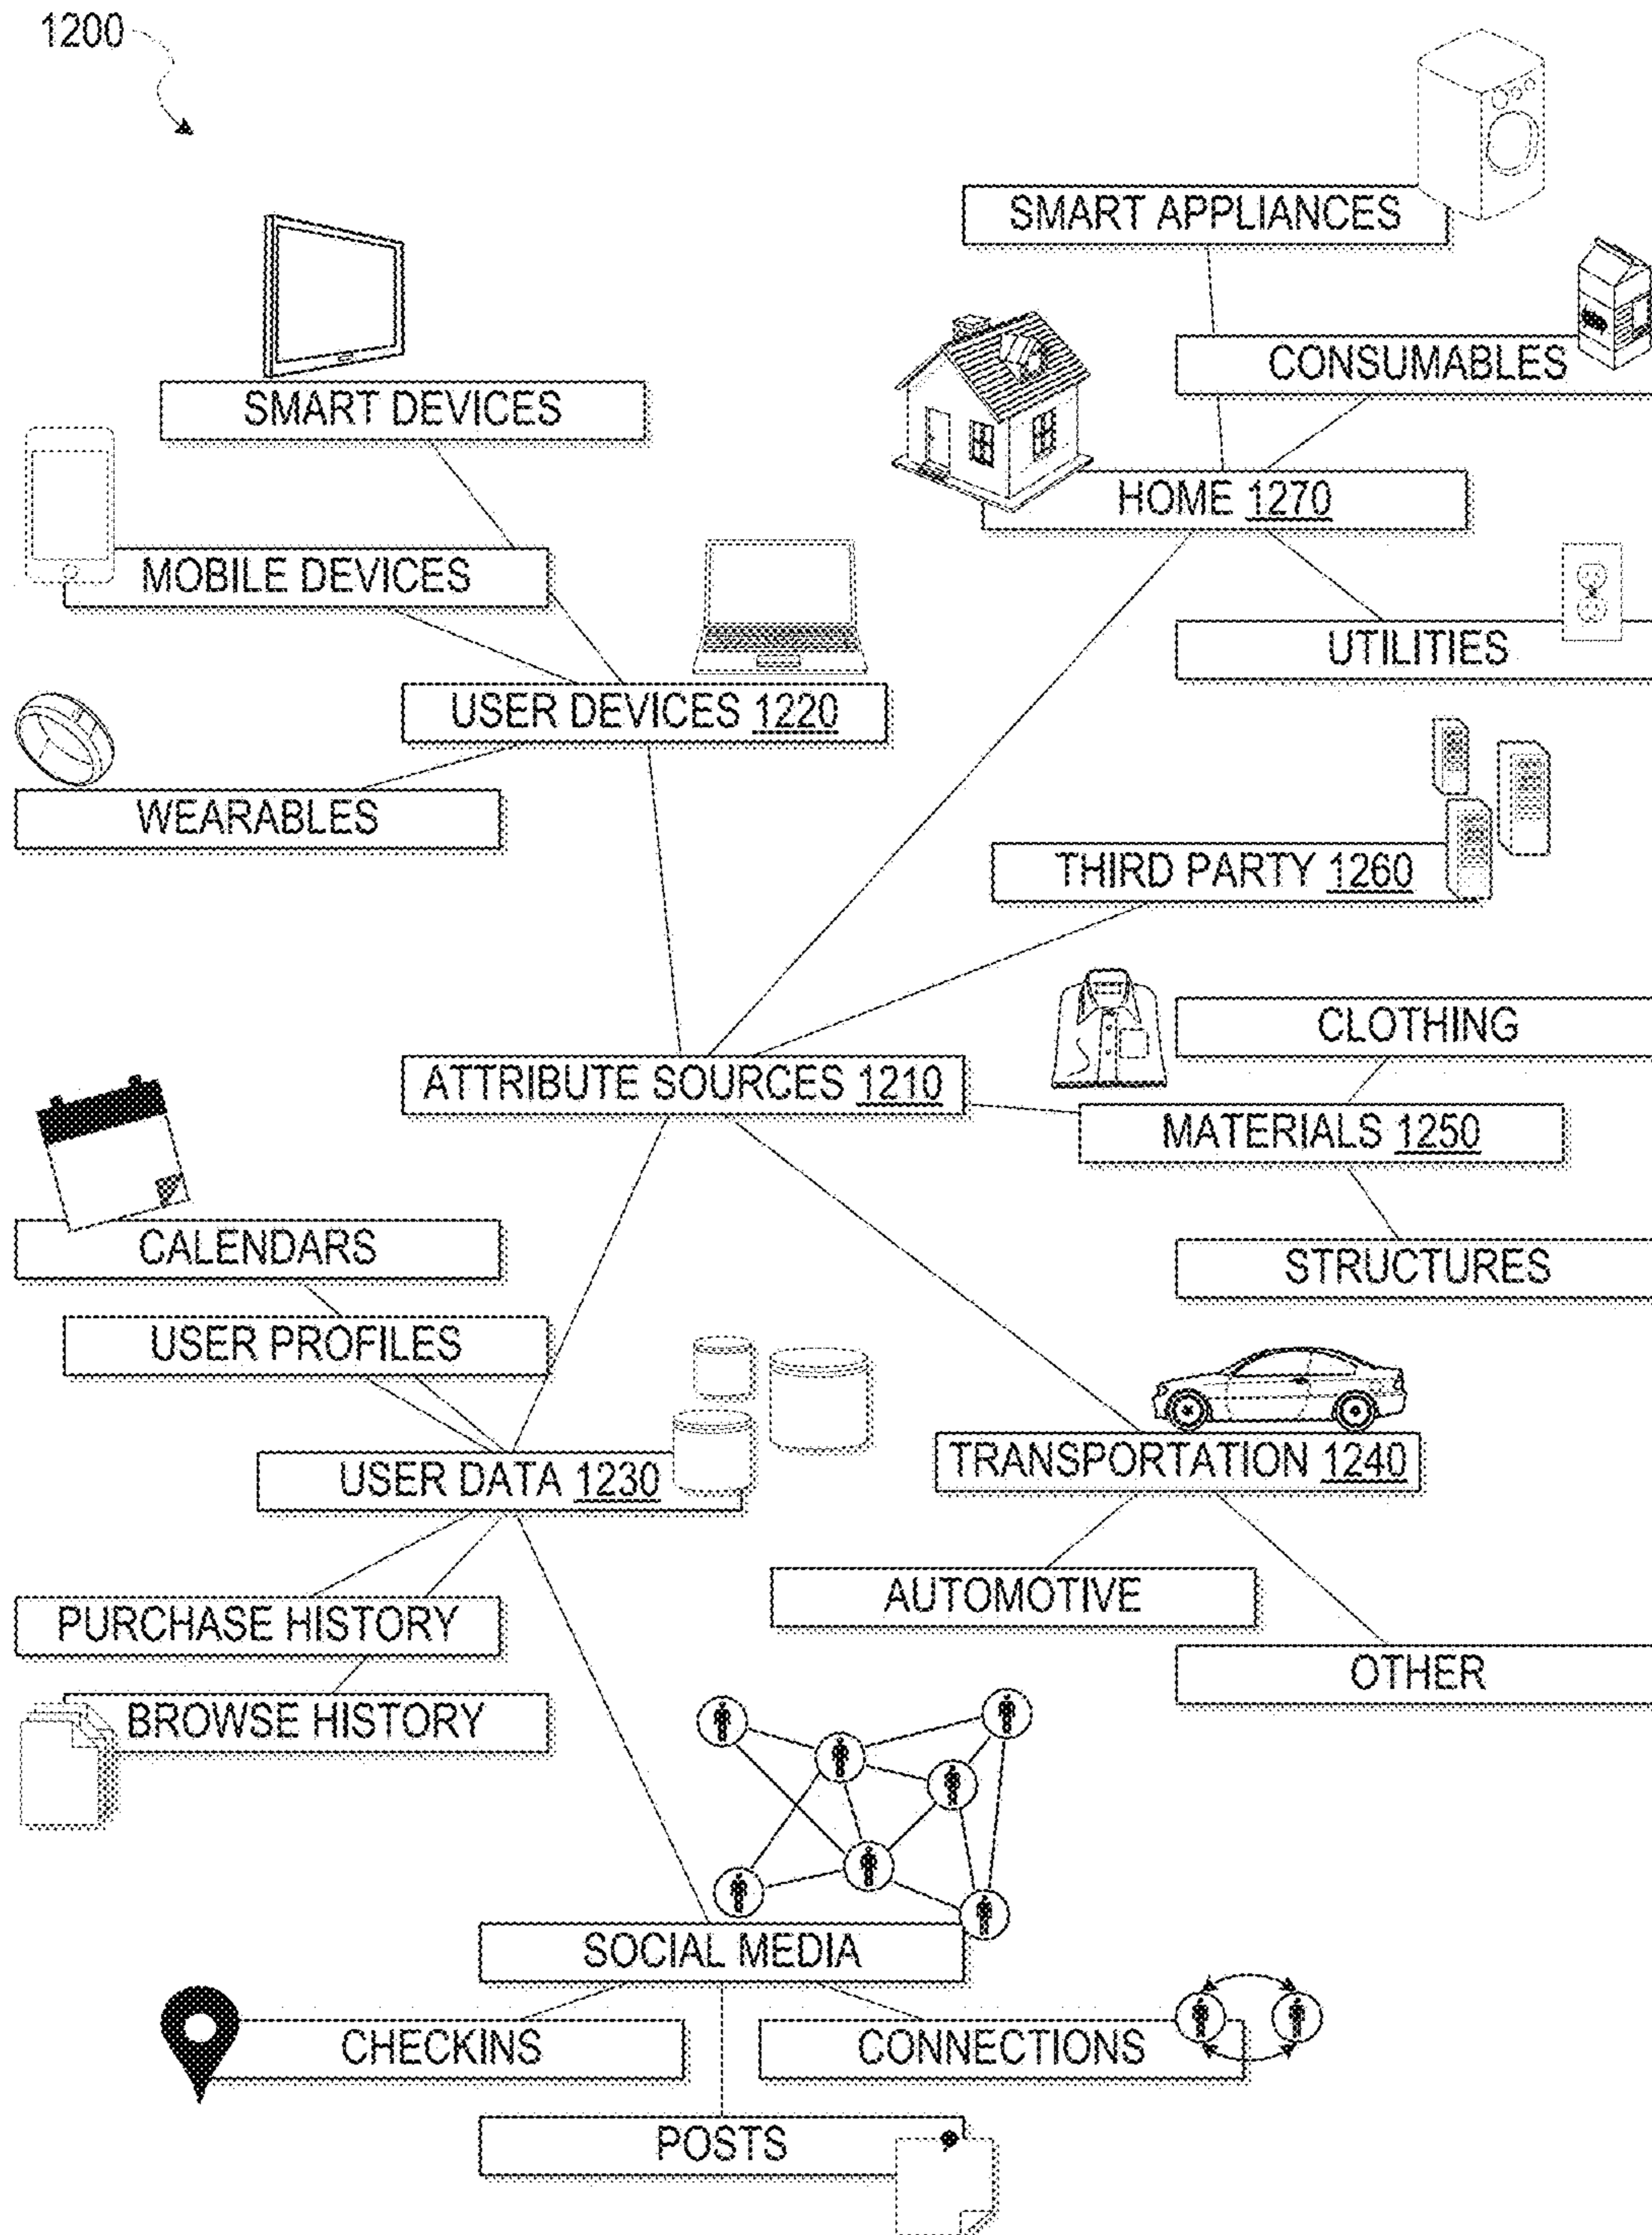 1200
SMART APPLIANCES
CONSUMABLES
SMART DEVICES
HOME 1270
MOBILE DEVICES
UTILITIES
USER DEVICES 1220
WEARABLES
THIRD PARTY 1260
CLOTHING
ATTRIBUTE SOURCES 1210
MATERIALS 1250
CALENDARS
STRUCTURES
USER PROFILES
USER DATA 1230
TRANSPORTATION 1240
AUTOMOTIVE
PURCHASE HISTORY
OTHER
BROWSE HISTORY
SOCIAL MEDIA
CHECKINS
CONNECTIONS
POSTS